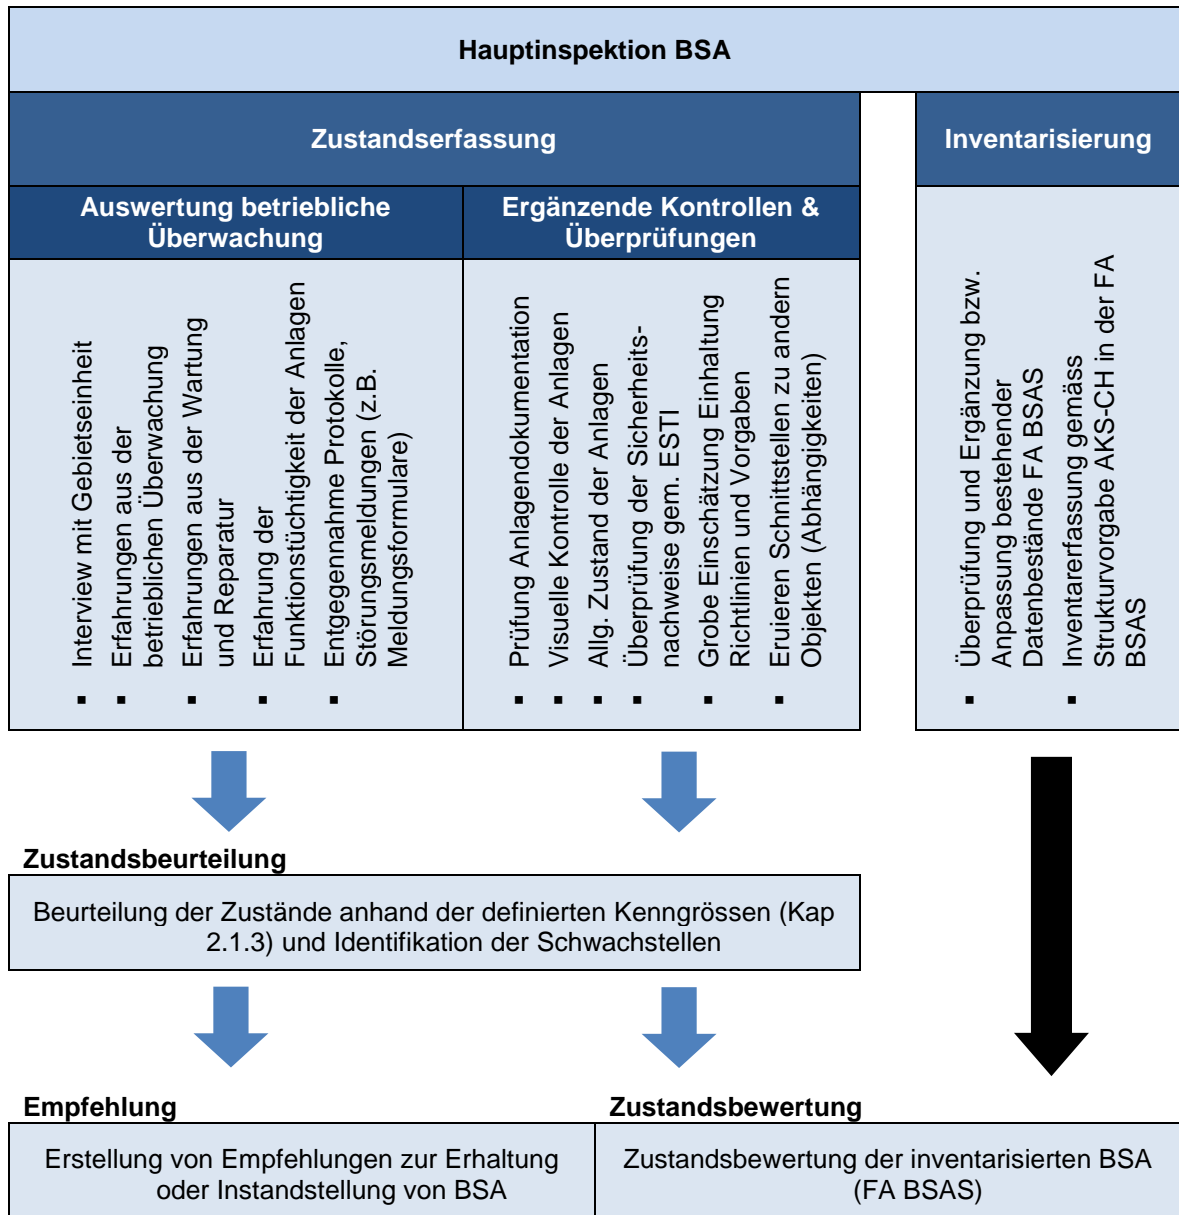 Hauptinspektion BSA
Zustandserfassung
Inventarisierung
Auswertung betriebliche
Überwachung
Ergänzende Kontrollen &
Überprüfungen
▪ Interview mit Gebietseinheit
▪ Erfahrungen aus der
betrieblichen Überwachung
▪ Erfahrungen aus der Wartung
und Reparatur
▪ Erfahrung der
Funktionstüchtigkeit der Anlagen
▪ Entgegennahme Protokolle,
Störungsmeldungen (z.B.
Meldungsformulare)
▪ Prüfung Anlagendokumentation
▪ Visuelle Kontrolle der Anlagen
▪ Allg. Zustand der Anlagen
▪ Überprüfung der Sicherheits-
nachweise gem. ESTI
▪ Grobe Einschätzung Einhaltung
Richtlinien und Vorgaben
▪ Eruieren Schnittstellen zu andern
Objekten (Abhängigkeiten)
▪ Überprüfung und Ergänzung bzw.
Anpassung bestehender
Datenbestände FA BSAS
▪ Inventarerfassung gemäss
Strukturvorgabe AKS-CH in der FA
BSAS
Zustandsbeurteilung
Beurteilung der Zustände anhand der definierten Kenngrössen (Kap
2.1.3) und Identifikation der Schwachstellen
Empfehlung
Erstellung von Empfehlungen zur Erhaltung
oder Instandstellung von BSA
Zustandsbewertung
Zustandsbewertung der inventarisierten BSA
(FA BSAS)